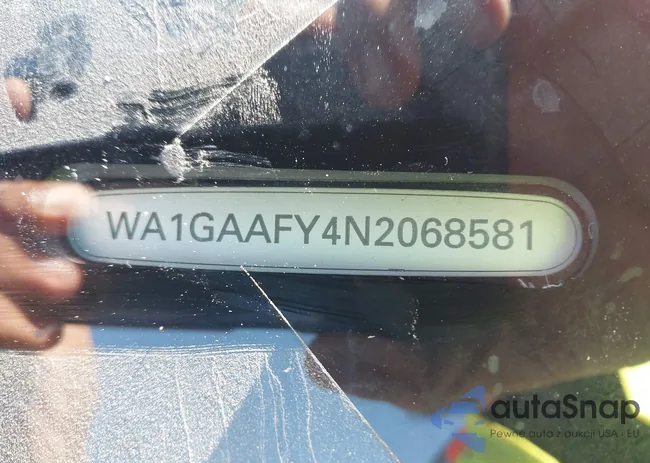 WA1GAAFY4N2068581
autaSnap
Pewne auta z aukcji USA i EU